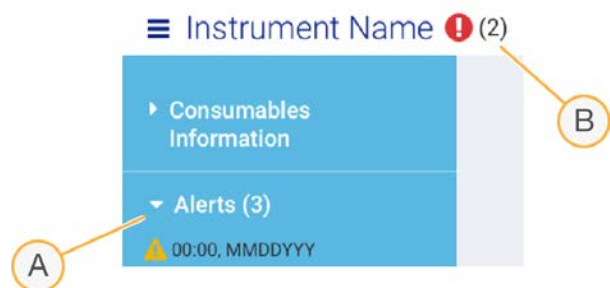 Instrument Name (2)
Consumables
Information
Alerts (3)
00:00, MMDDYYY
A
B